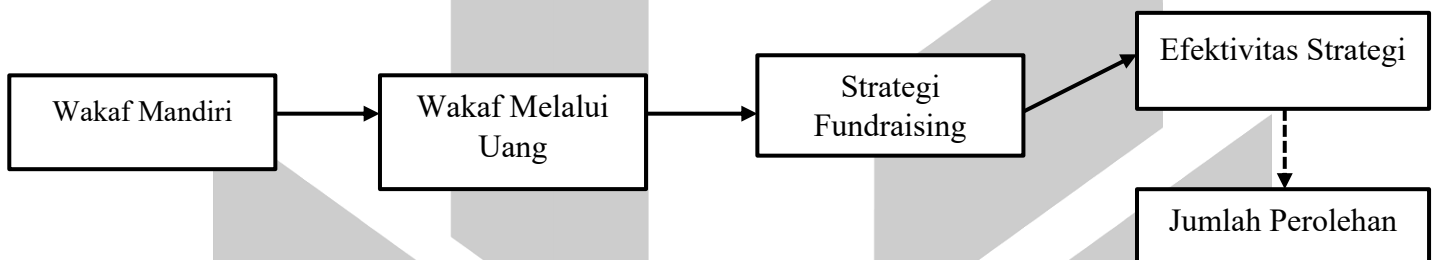 Wakaf Mandiri
Wakaf Melalui
Uang
Strategi
Fundraising
Efektivitas Strategi
Jumlah Perolehan